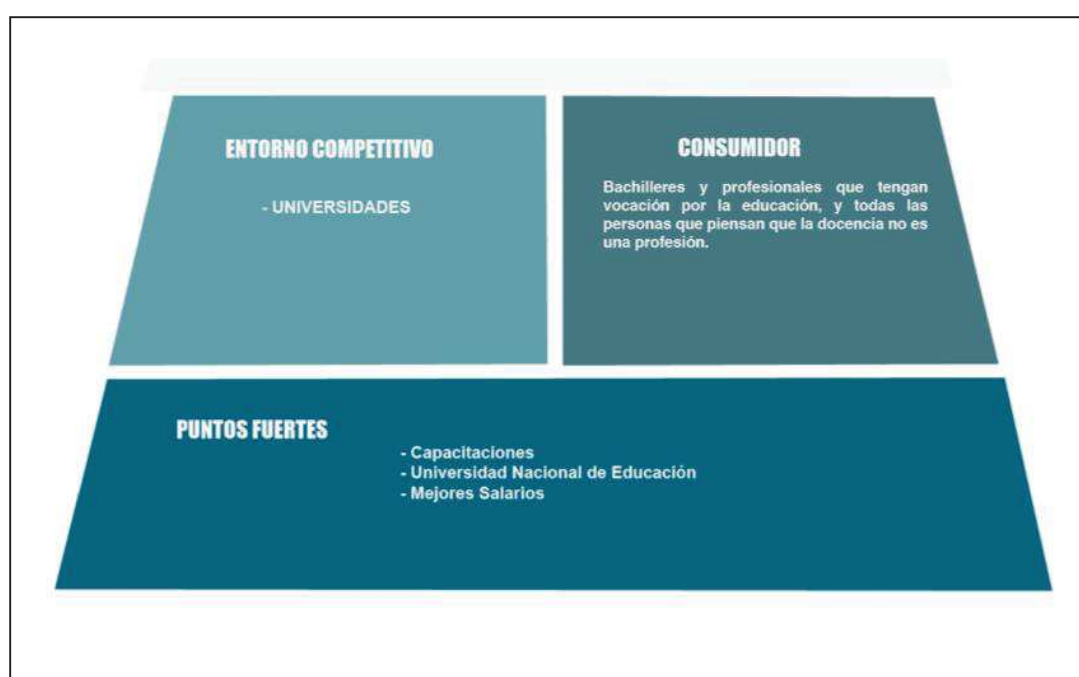 ENTORNO COMPETITIVO
- UNIVERSIDADES
CONSUMIDOR
Bachilleres y profesionales que tengan
vocación por la educación, y todas las
personas que piensan que la docencia no es
una profesión.
PUNTOS FUERTES
- Capacitaciones
- Universidad Nacional de Educación
- Mejores Salarios